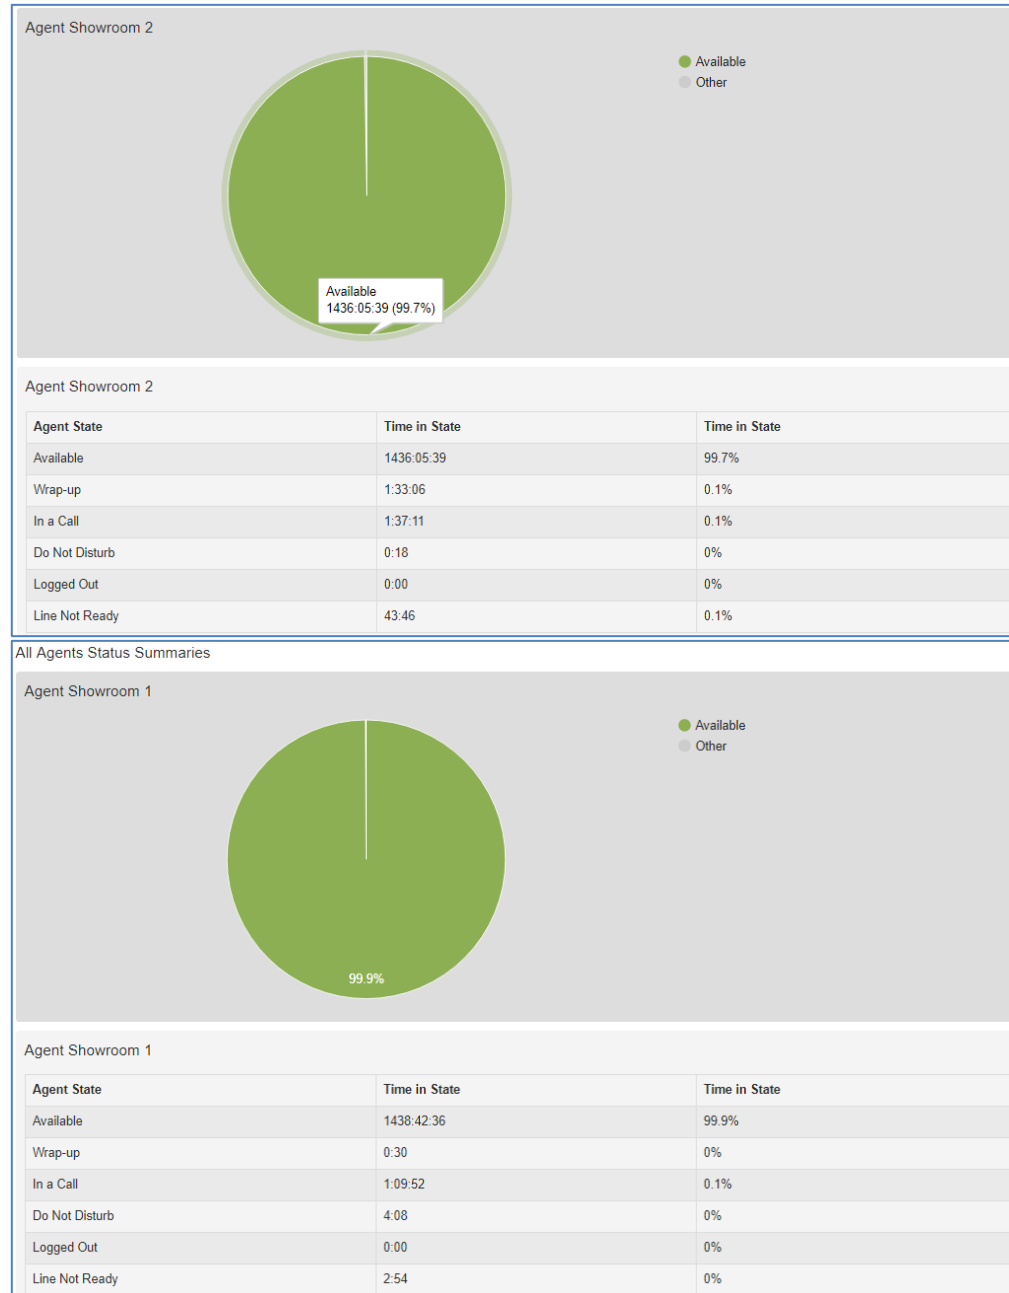 Agent Showroom 2
Available
Other
Available
1436:05:39 (99.7%)
Agent Showroom 2
Agent State Time in State Time in State
Available 1436:05:39 99.7%
Wrap-up 1:33:06 0.1%
In a Call 1:37:11 0.1%
Do Not Disturb 0:18 0%
Logged Out 0:00 0%
Line Not Ready 43:46 0.1%
All Agents Status Summaries
Agent Showroom 1
Available
Other
99.9%
Agent Showroom 1
Agent State Time in State Time in State
Available 1438:42:36 99.9%
Wrap-up 0:30 0%
In a Call 1:09:52 0.1%
Do Not Disturb 4:08 0%
Logged Out 0:00 0%
Line Not Ready 2:54 0%